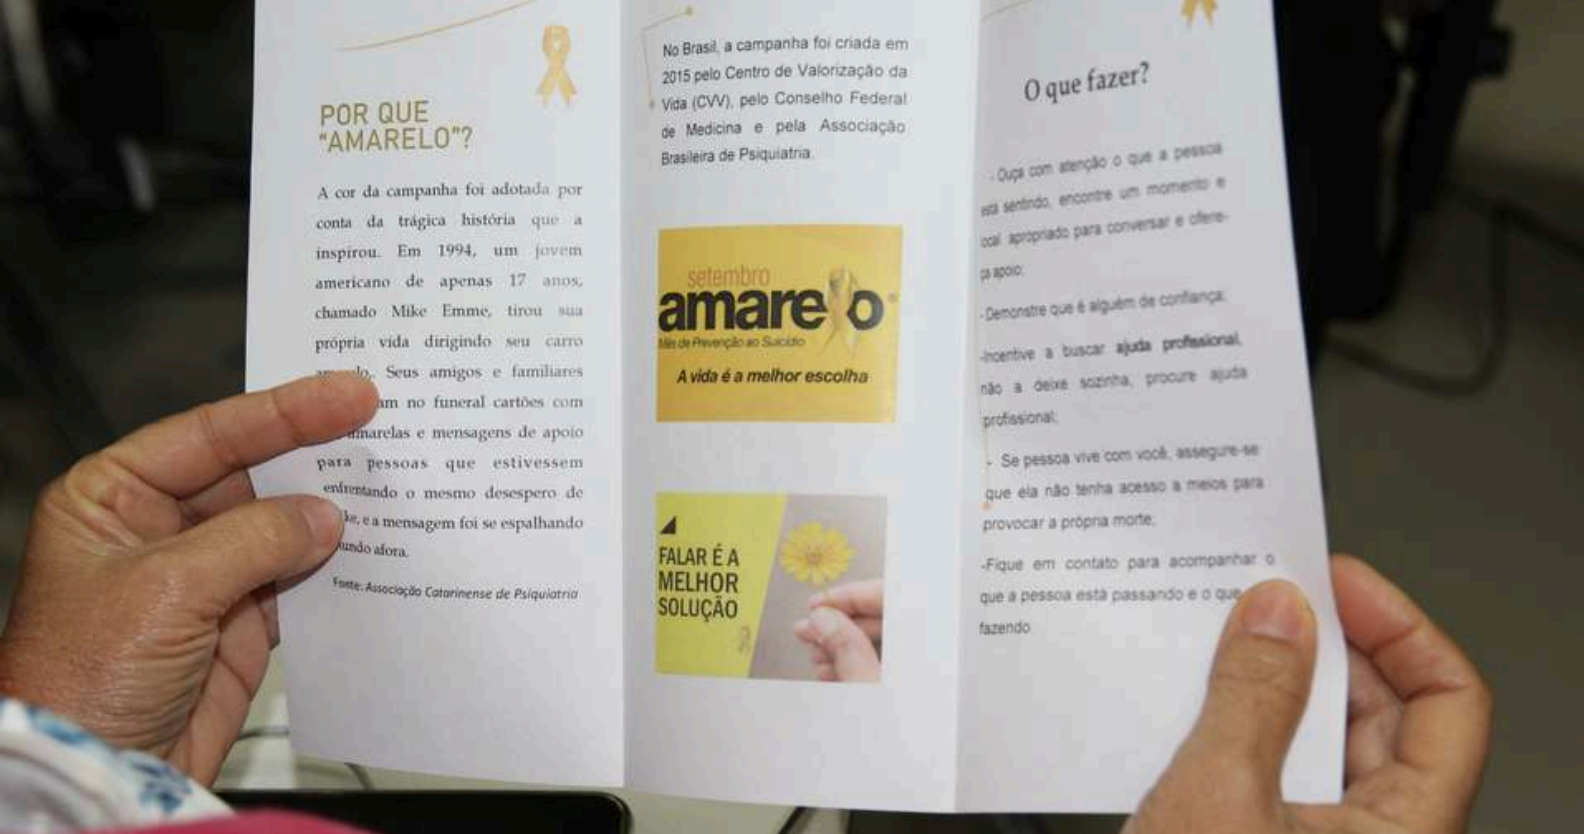 POR QUE
"AMARELO"?
A cor da campanha foi adotada por
conta da trágica história que a
inspirou. Em 1994, um jovem
americano de apenas 17 anos,
chamado Mike Emme, tirou sua
própria vida dirigindo seu carro
Seus amigos e familiares
no funeral cartões com
amarelas e mensagens de apoio
para pessoas que estivessem
enfrentando o mesmo desespero de
e a mensagem foi se espalhando
afora.
Fonte: Associação Catarinense de Psiquiatria
No Brasil, a campanha foi criada em
2015 pelo Centro de Valorização da
Vida (CVV), pelo Conselho Federal
de Medicina e pela Associação
Brasileira de Psiquiatria.
setembro
amarelo
Mês de Prevenção ao Suicídio
A vida é a melhor escolha
FALAR É A
MELHOR
SOLUÇÃO
O que fazer?
- Ouça com atenção o que a pessoa
está sentindo, encontre um momento e
local apropriado para conversar e ofere-
ça apoio;
- Demonstre que é alguém de confiança;
-Incentive a buscar ajuda profissional,
não a deixe sozinha, procure ajuda
profissional;
- Se pessoa vive com você, assegure-se
que ela não tenha acesso a meios para
provocar a própria morte;
-Fique em contato para acompanhar o
que a pessoa está passando e o que
fazendo